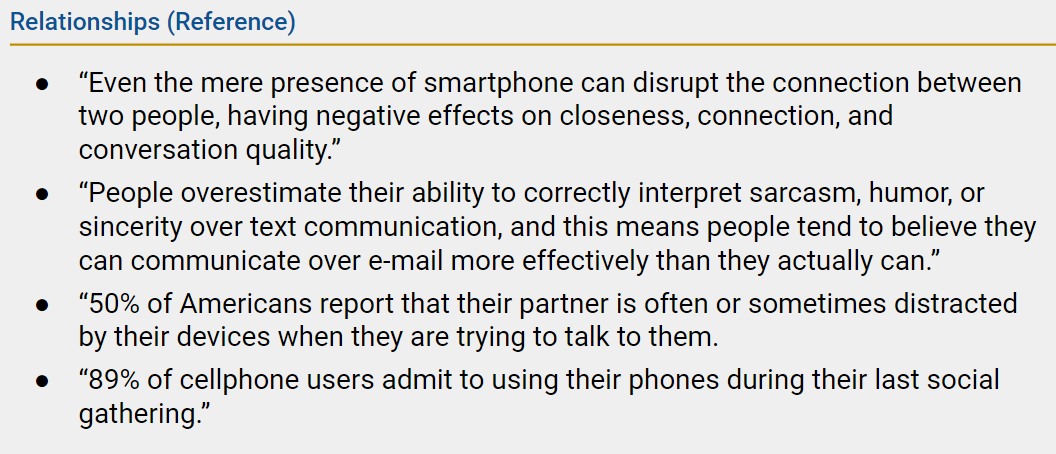 Relationships (Reference)
● “Even the mere presence of smartphone can disrupt the connection between
two people, having negative effects on closeness, connection, and
conversation quality.”
● “People overestimate their ability to correctly interpret sarcasm, humor, or
sincerity over text communication, and this means people tend to believe they
can communicate over e-mail more effectively than they actually can.”
● “50% of Americans report that their partner is often or sometimes distracted
by their devices when they are trying to talk to them.
● “89% of cellphone users admit to using their phones during their last social
gathering.”